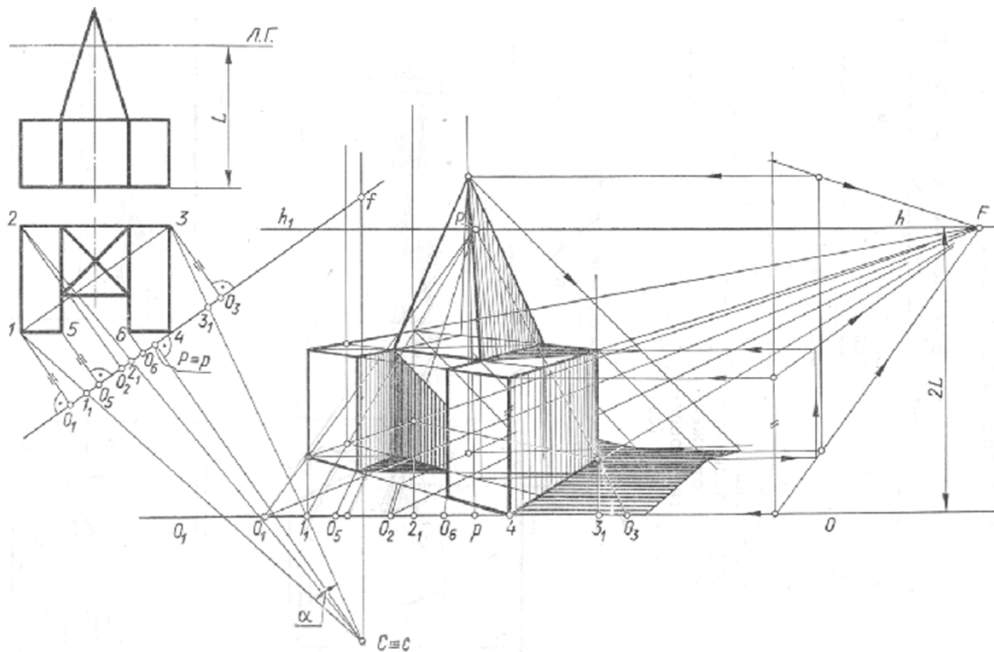 Л.Г.
L
2
3
f
h₁
P
h
F
O₃
3₁
1
5
6
4
O₆
2₁
O₂
O₅
1₁
O₁
P≡p
2L
O₁
O₁
1₁
O₅
O₂
2₁
O₆
p
4
3₁
O₃
O
α
C≡c